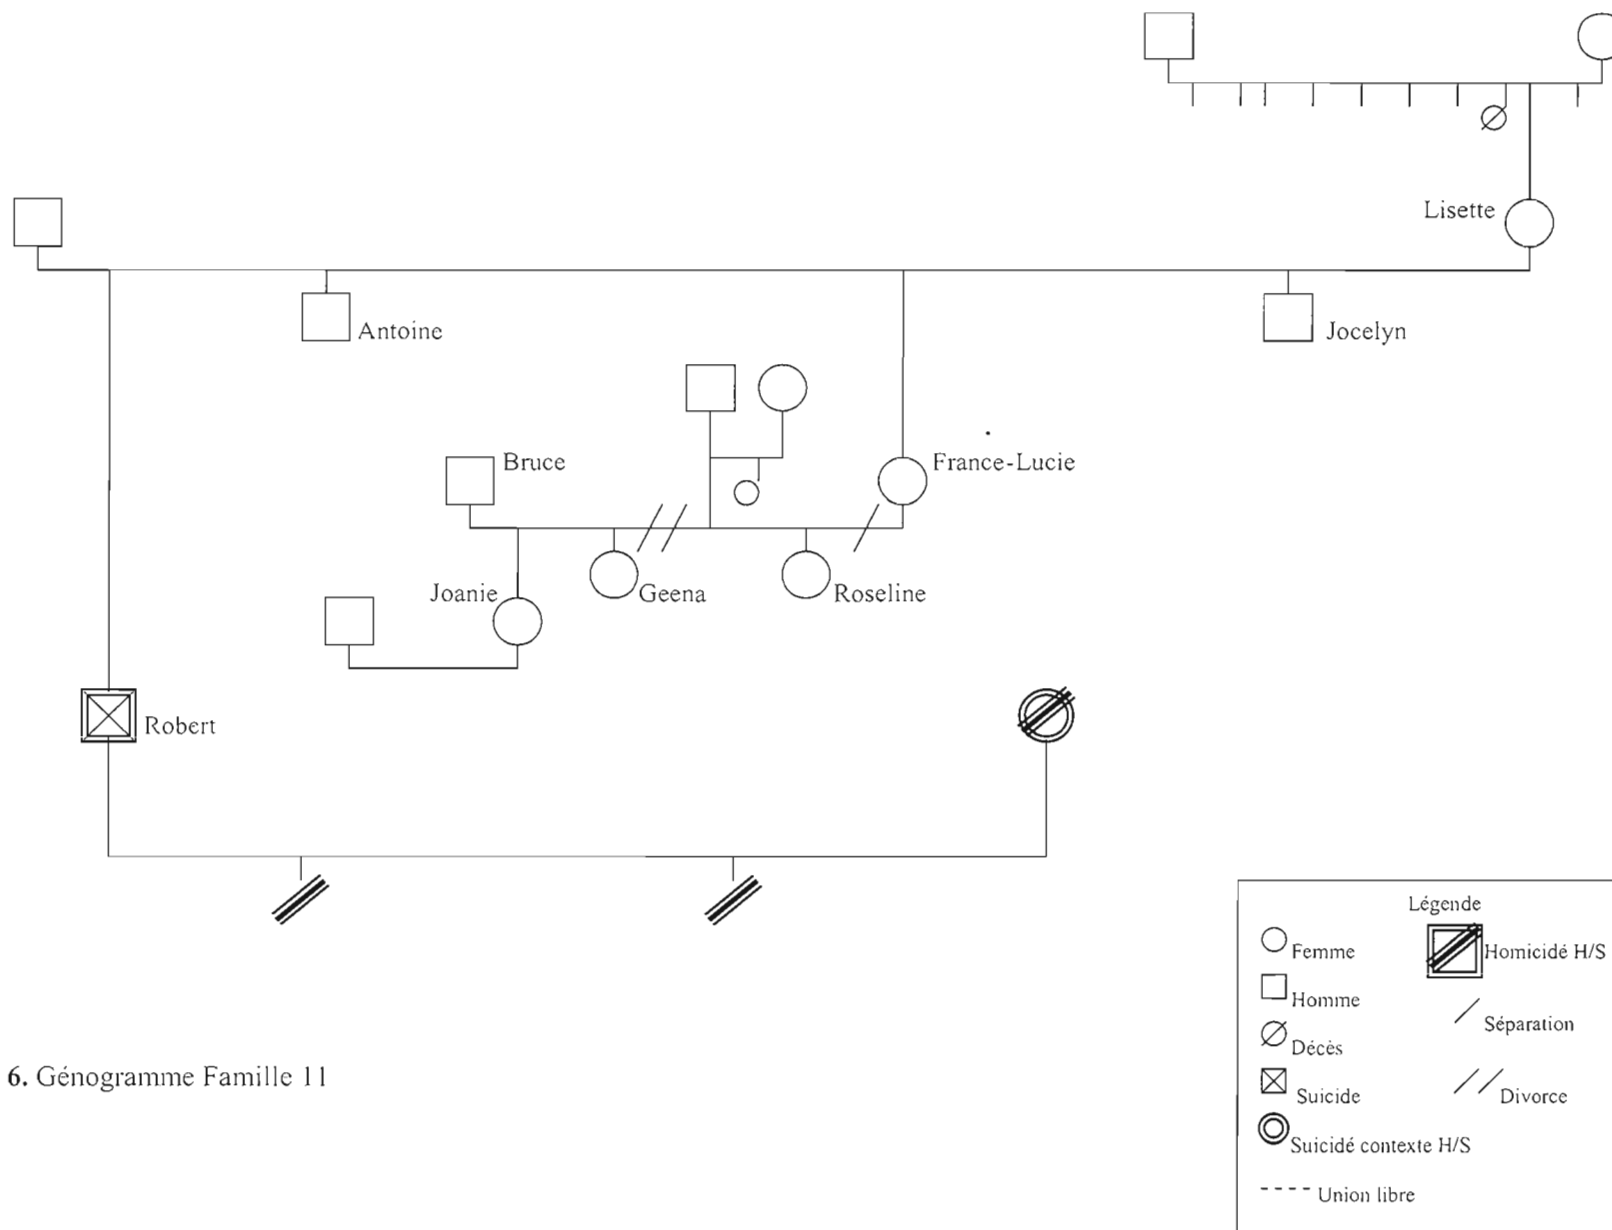 Lisette
Antoine
Jocelyn
Bruce
France-Lucie
Joanie
Geena
Roseline
Robert
6. Génogramme Famille 11
Légende
Femme
Homicidé H/S
Homme
Séparation
Décès
Suicide
Divorce
Suicidé contexte H/S
Union libre